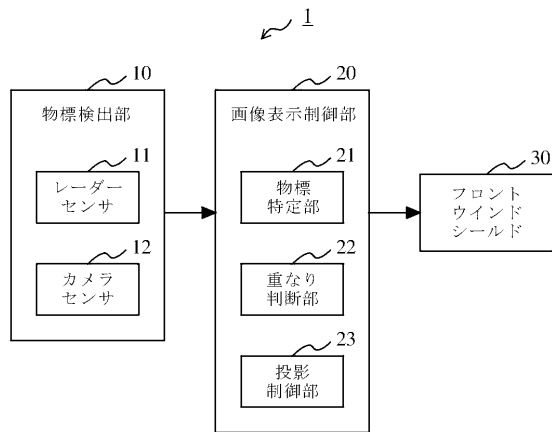 1
10
物標検出部
11
レーダー
センサ
12
カメラ
センサ
20
画像表示制御部
21
物標
特定部
22
重なり
判断部
23
投影
制御部
30
フロント
ウインド
シールド